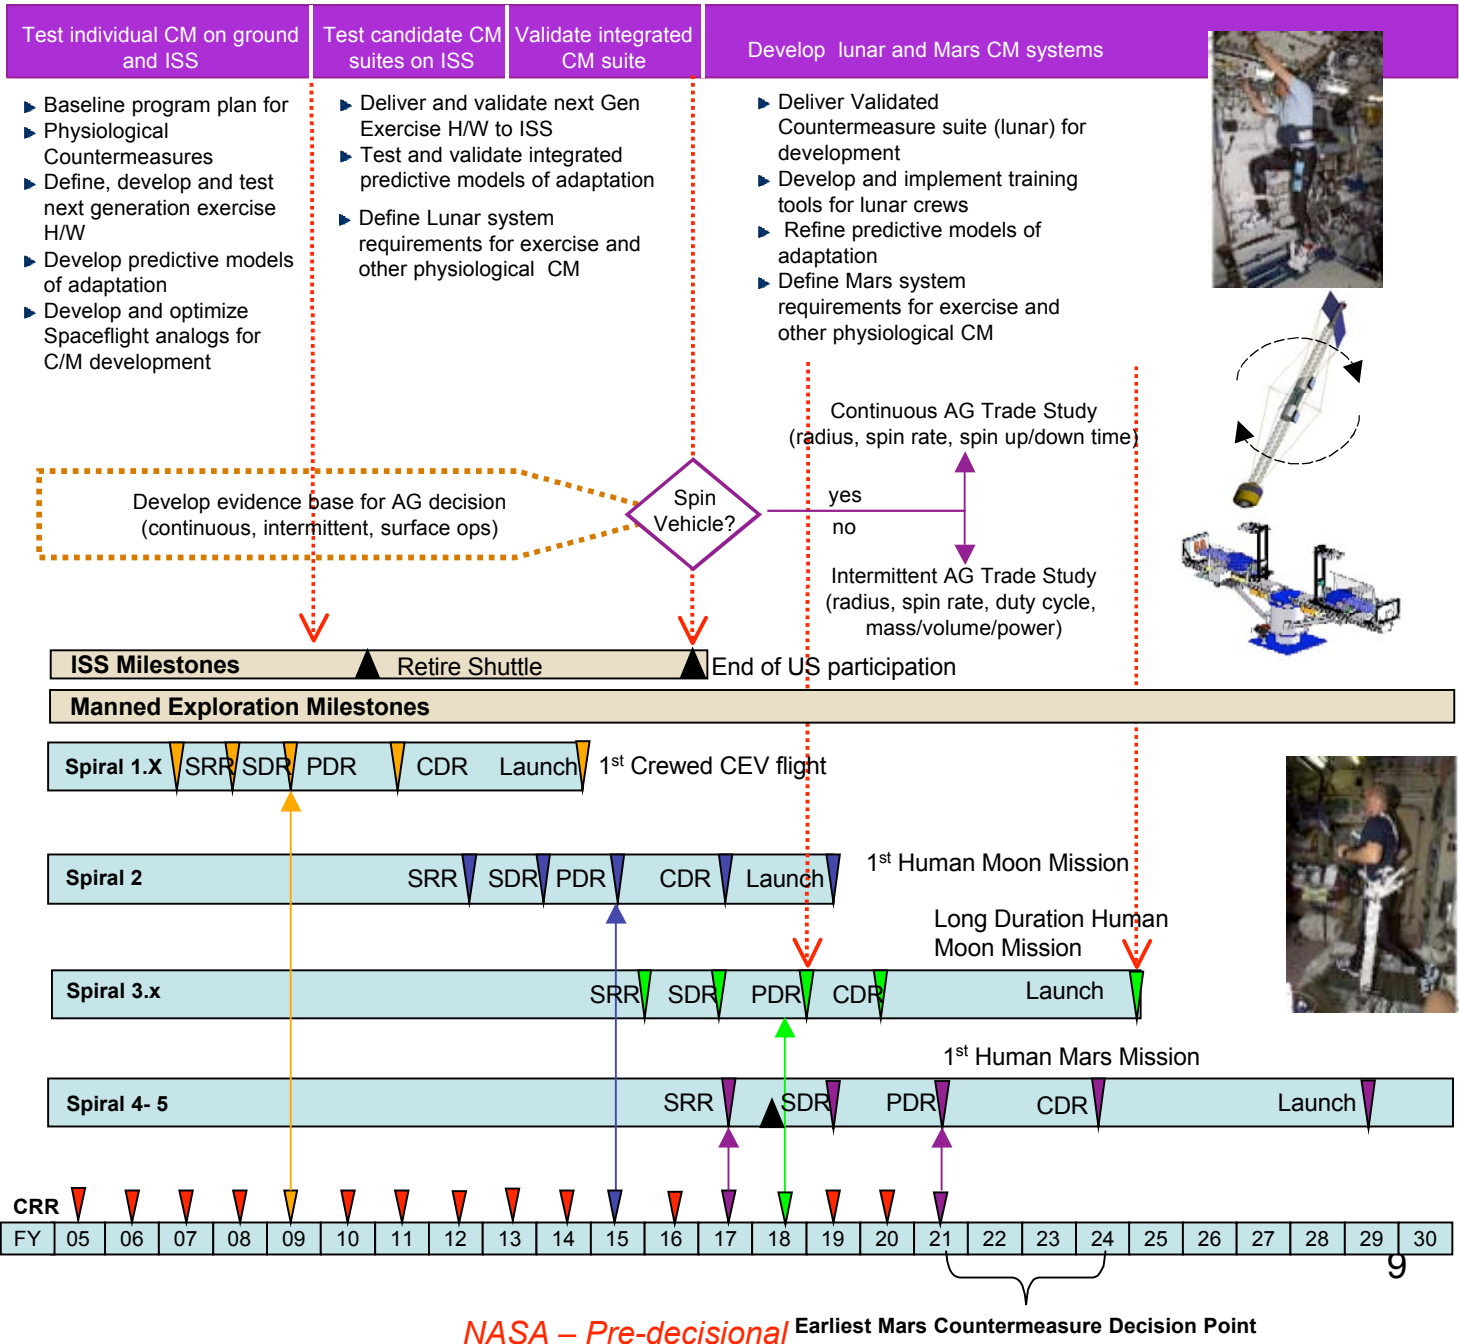 Test individual CM on ground
and ISS
Test candidate CM
suites on ISS
Validate integrated
CM suite
Develop lunar and Mars CM systems
Baseline program plan for
Physiological
Countermeasures
Define, develop and test
next generation exercise
H/W
Develop predictive models
of adaptation
Develop and optimize
Spaceflight analogs for
C/M development
Deliver and validate next Gen
Exercise H/W to ISS
Test and validate integrated
predictive models of adaptation
Define Lunar system
requirements for exercise and
other physiological CM
Deliver Validated
Countermeasure suite (lunar) for
development
Develop and implement training
tools for lunar crews
Refine predictive models of
adaptation
Define Mars system
requirements for exercise and
other physiological CM
Continuous AG Trade Study
(radius, spin rate, spin up/down time)
Develop evidence base for AG decision
(continuous, intermittent, surface ops)
Spin
Vehicle?
yes
no
Intermittent AG Trade Study
(radius, spin rate, duty cycle,
mass/volume/power)
ISS Milestones
Retire Shuttle
End of US participation
Manned Exploration Milestones
Spiral 1.X
SRR
SDR
PDR
CDR
Launch
1st Crewed CEV flight
Spiral 2
SRR
SDR
PDR
CDR
Launch
1st Human Moon Mission
Long Duration Human
Moon Mission
Spiral 3.x
SRR
SDR
PDR
CDR
Launch
1st Human Mars Mission
Spiral 4- 5
SRR
SDR
PDR
CDR
Launch
CRR
FY 05 06 07 08 09 10 11 12 13 14 15 16 17 18 19 20 21 22 23 24 25 26 27 28 29 30
9
NASA – Pre-decisional
Earliest Mars Countermeasure Decision Point